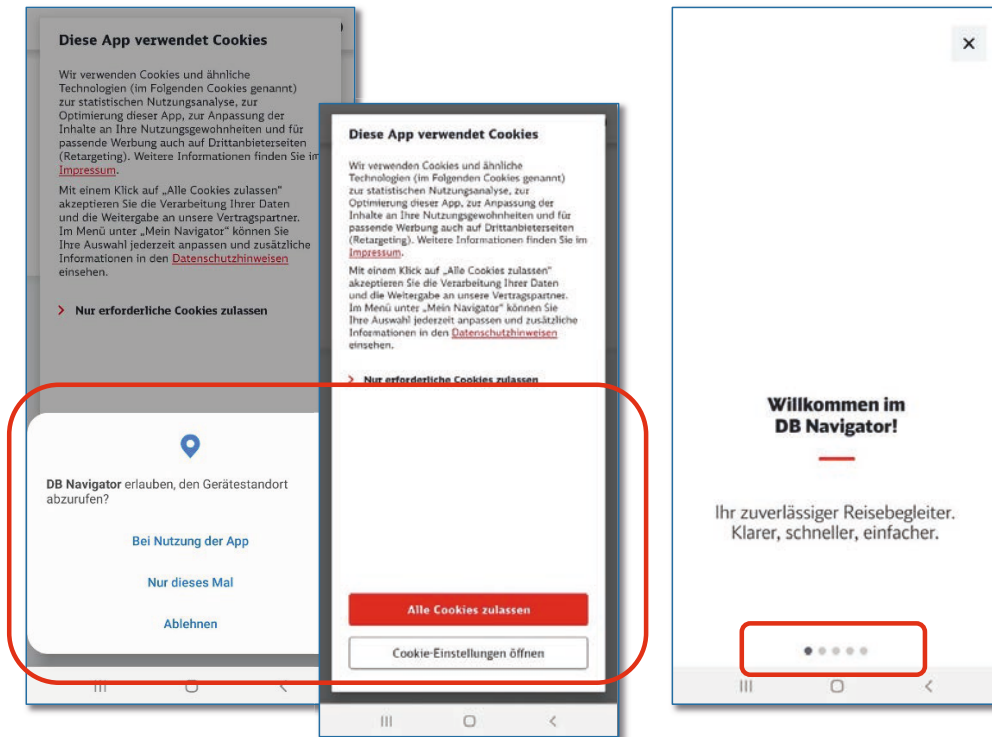 Diese App verwendet Cookies
Wir verwenden Cookies und ähnliche
Technologien (im Folgenden Cookies genannt)
zur statistischen Nutzungsanalyse, zur
Optimierung dieser App, zur Anpassung der
Inhalte an Ihre Nutzungsgewohnheiten und für
passende Werbung auch auf Drittanbieterseiten
(Retargeting). Weitere Informationen finden Sie im
Impressum.
Mit einem Klick auf „Alle Cookies zulassen"
akzeptieren Sie die Verarbeitung Ihrer Daten
und die Weitergabe an unsere Vertragspartner.
Im Menü unter „Mein Navigator" können Sie
Ihre Auswahl jederzeit anpassen und zusätzliche
Informationen in den Datenschutzhinweisen
einsehen.
> Nur erforderliche Cookies zulassen
DB Navigator erlauben, den Gerätestandort
abzurufen?
Bei Nutzung der App
Nur dieses Mal
Ablehnen
Diese App verwendet Cookies
Wir verwenden Cookies und ähnliche
Technologien (im Folgenden Cookies genannt)
zur statistischen Nutzungsanalyse, zur
Optimierung dieser App, zur Anpassung der
Inhalte an Ihre Nutzungsgewohnheiten und für
passende Werbung auch auf Drittanbieterseiten
(Retargeting). Weitere Informationen finden Sie im
Impressum.
Mit einem Klick auf „Alle Cookies zulassen"
akzeptieren Sie die Verarbeitung Ihrer Daten
und die Weitergabe an unsere Vertragspartner.
Im Menü unter „Mein Navigator" können Sie
Ihre Auswahl jederzeit anpassen und zusätzliche
Informationen in den Datenschutzhinweisen
einsehen.
> Nur erforderliche Cookies zulassen
Alle Cookies zulassen
Cookie-Einstellungen öffnen
Willkommen im
DB Navigator!
Ihr zuverlässiger Reisebegleiter.
Klarer, schneller, einfacher.